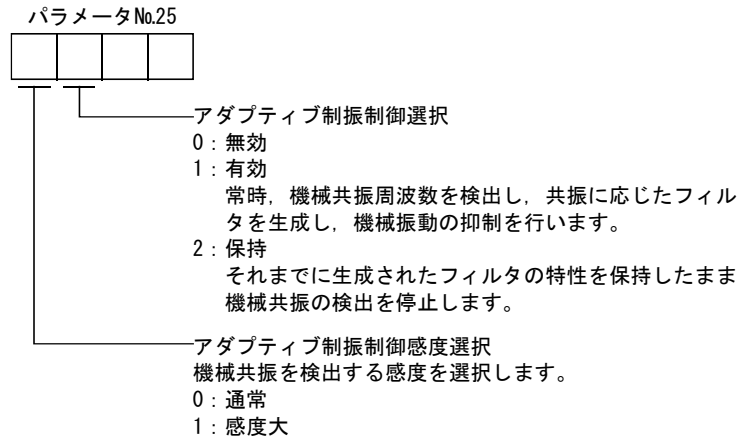 パラメータ№25
アダプティブ制振制御選択
0：無効
1：有効
常時，機械共振周波数を検出し，共振に応じたフィル
タを生成し，機械振動の抑制を行います。
2：保持
それまでに生成されたフィルタの特性を保持したまま
機械共振の検出を停止します。
アダプティブ制振制御感度選択
機械共振を検出する感度を選択します。
0：通常
1：感度大